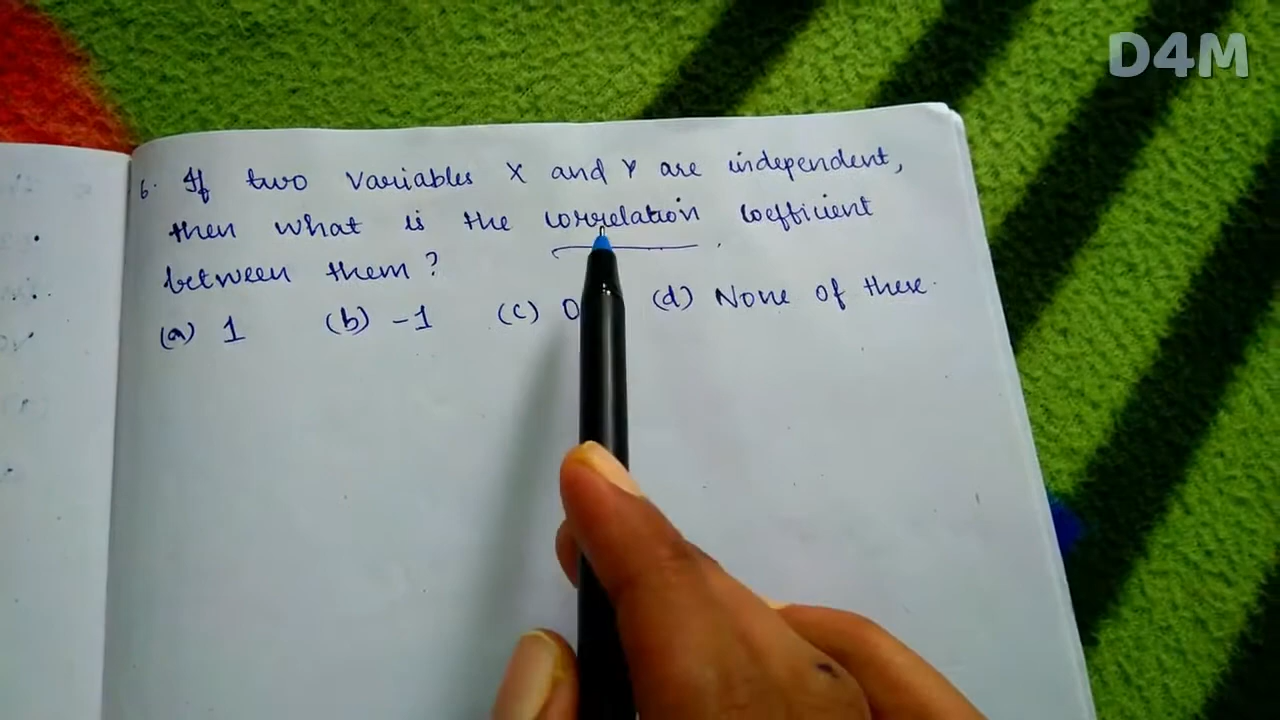 D4M
6. If two variables X and Y are independent,
then what is the correlation coefficient
between them ?
(a) 1 (b) -1 (c) 0 (d) None of these.